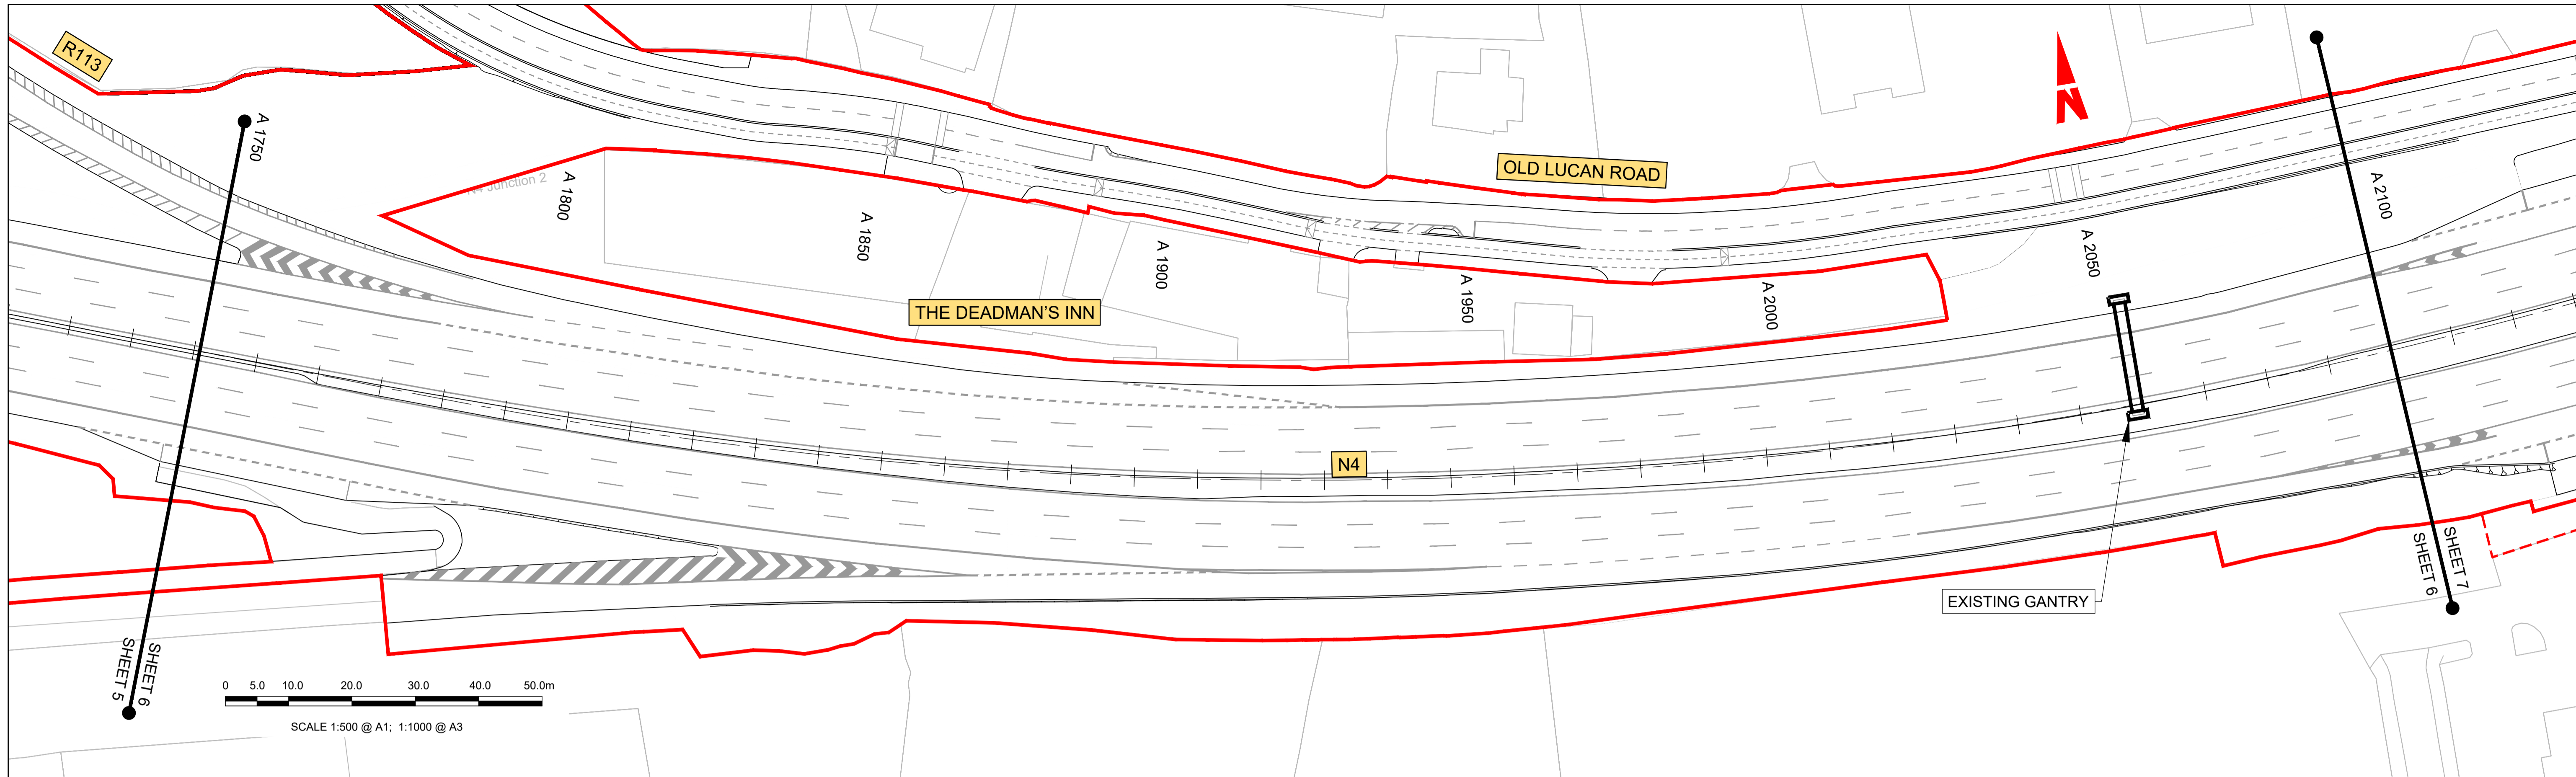 R113
A 1750
N4 Junction 2
A 1800
A 1850
A 1900
A 1950
A 2000
A 2050
A 2100
OLD LUCAN ROAD
N
THE DEADMAN'S INN
N4
EXISTING GANTRY
SHEET 5
SHEET 6
SHEET 6
SHEET 7
0 5.0 10.0 20.0 30.0 40.0 50.0m
SCALE 1:500 @ A1; 1:1000 @ A3